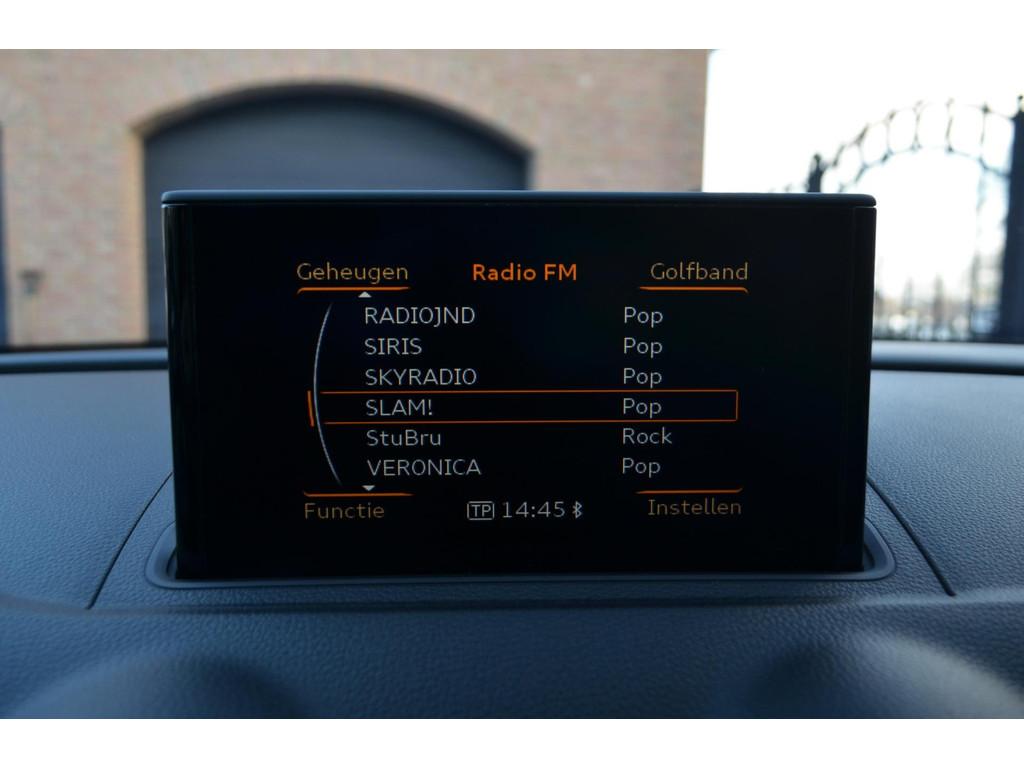 Geheugen Radio FM Golfband
RADIOJND Pop
SIRIS Pop
SKYRADIO Pop
SLAM! Pop
StuBru Rock
VERONICA Pop
Functie TP 14:45 Instellen